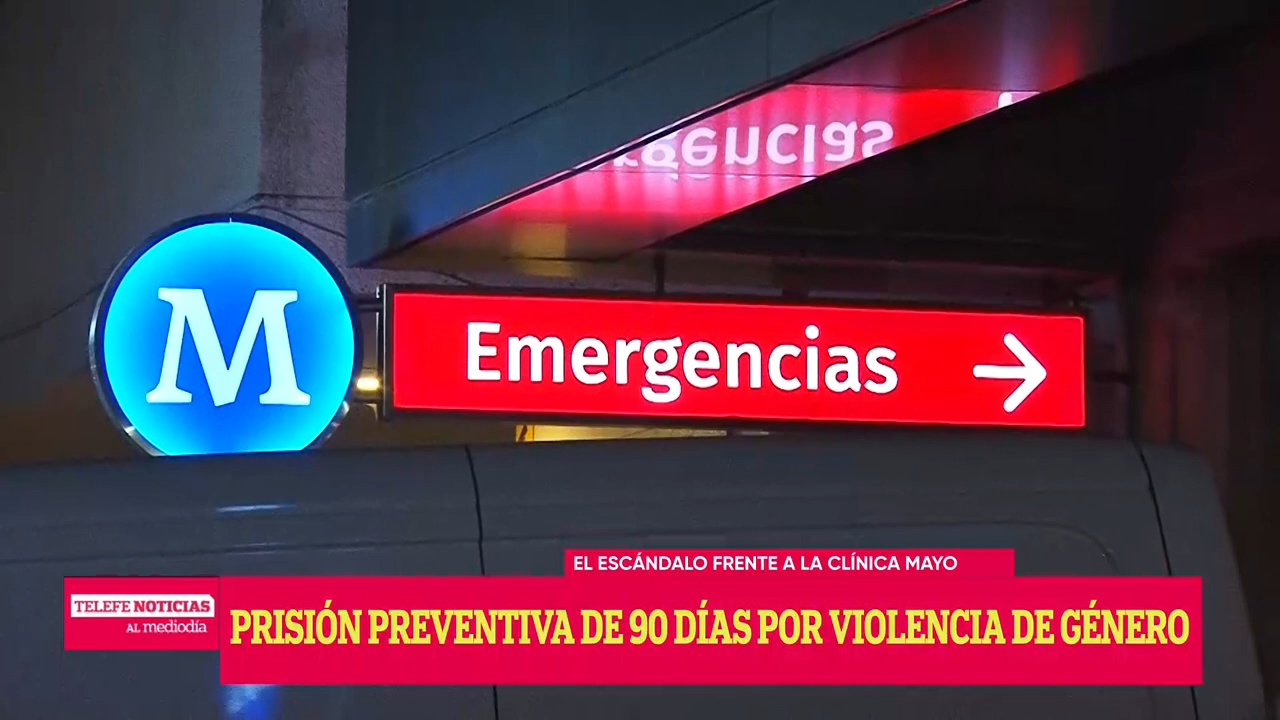 rgencias
M
Emergencias →
EL ESCÁNDALO FRENTE A LA CLÍNICA MAYO
TELEFE NOTICIAS
AL mediodía
PRISIÓN PREVENTIVA DE 90 DÍAS POR VIOLENCIA DE GÉNERO